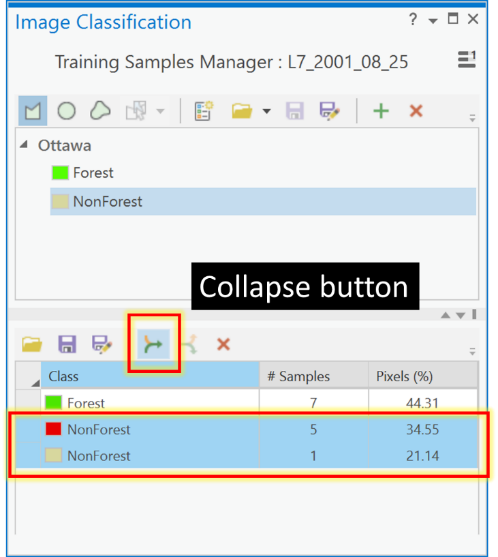 Image Classification
Training Samples Manager : L7_2001_08_25
Ottawa
Forest
NonForest
Collapse button
Class # Samples Pixels (%)
Forest 7 44.31
NonForest 5 34.55
NonForest 1 21.14